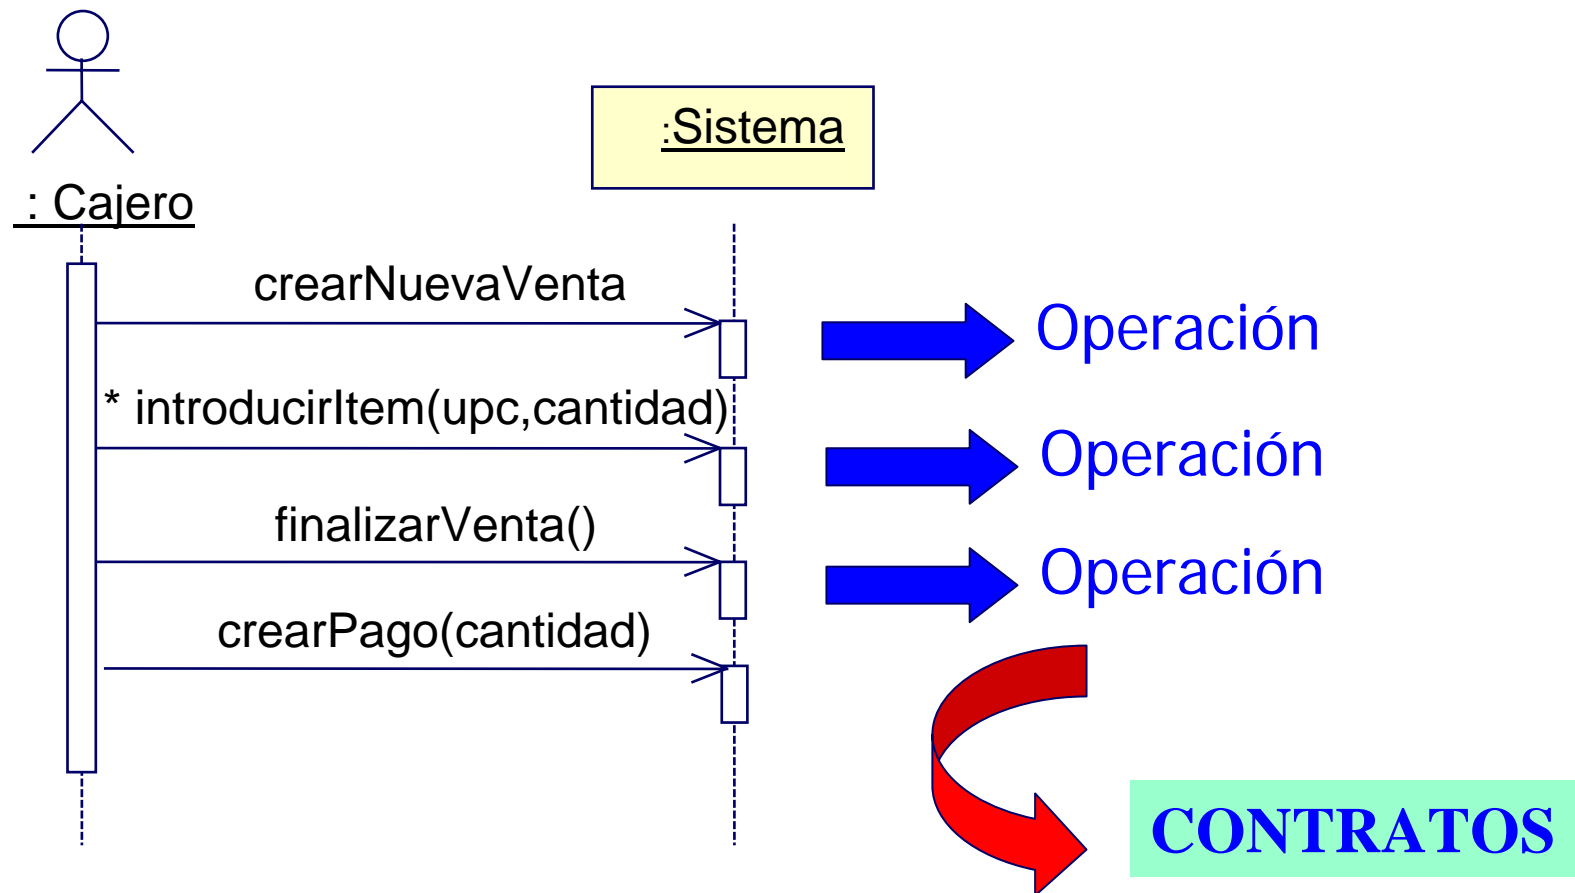 :Sistema
: Cajero
crearNuevaVenta
Operación
* introducirItem(upc,cantidad)
Operación
finalizarVenta()
Operación
crearPago(cantidad)
CONTRATOS